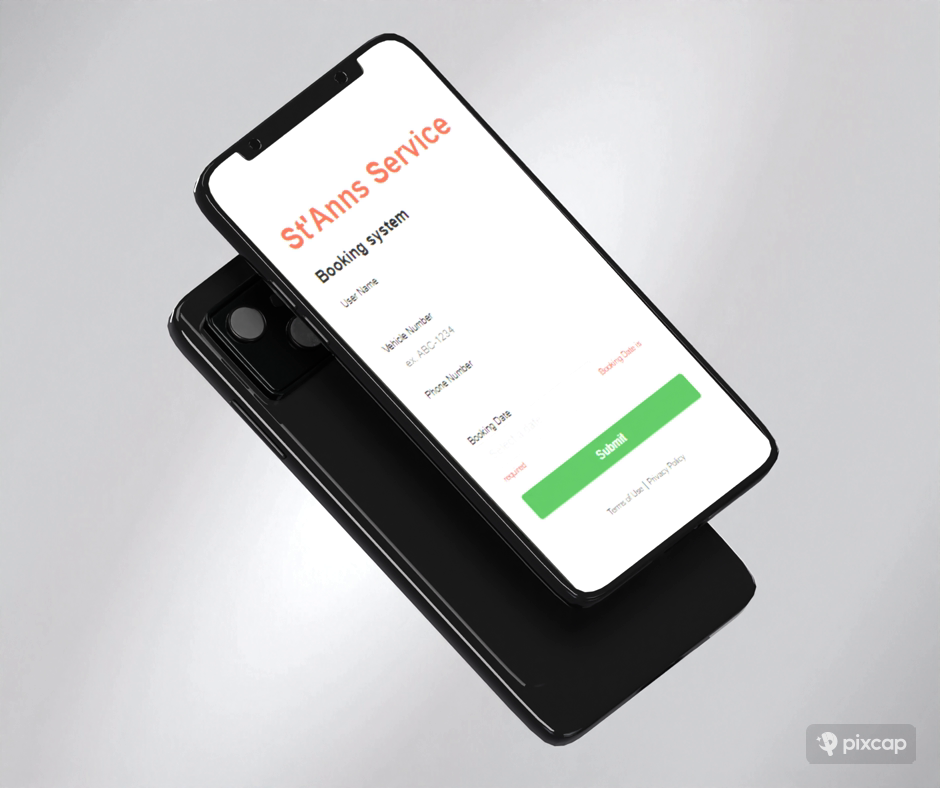 St'Anns Service
Booking system
User Name
Vehicle Number
ex: ABC-1234
Phone Number
Booking Date
Booking Date is
required
Submit
Terms of Use | Privacy Policy
pixcap